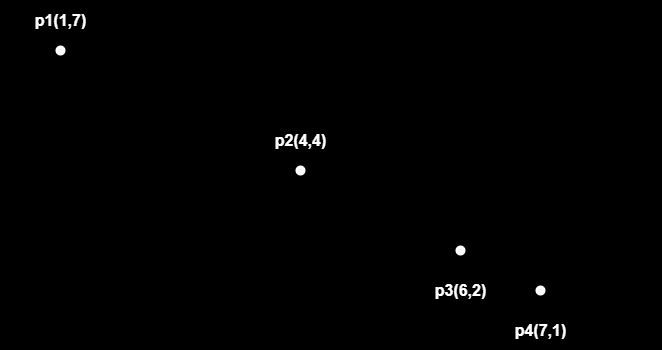 p1(1,7)
p2(4,4)
p3(6,2)
p4(7,1)